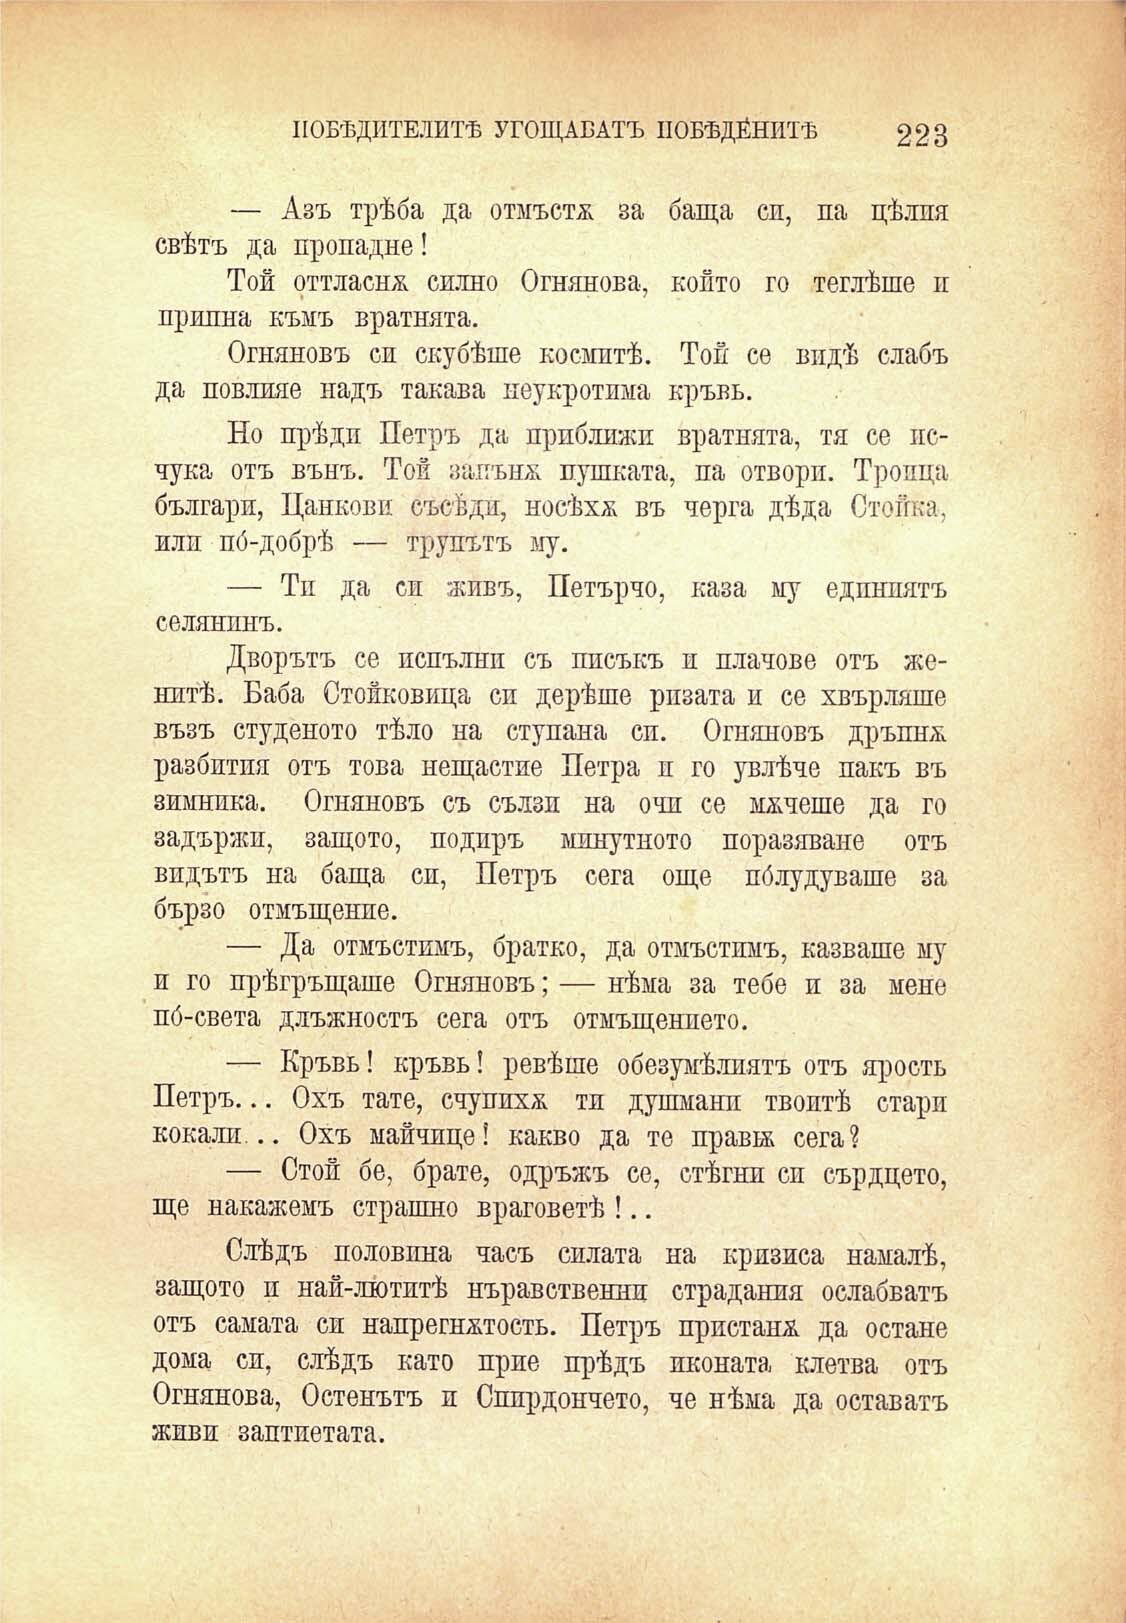 ПОБѢДИТЕЛИТѢ УГОЩАВАТЪ ПОБѢДЕНИТѢ 223
— Азъ трѣба да отмъстѫ за баща си, па цѣлия
свѣтъ да пропадне!
Той оттласнѫ силно Огнянова, който го теглѣше и
припна къмъ вратнята.
Огняновъ си скубѣше космитѣ. Той се видѣ слабъ
да повлияе надъ такава неукротима кръвь.
Но прѣди Петръ да приближи вратнята, тя се ис-
чука отъ вънъ. Той запънѫ пушката, па отвори. Троица
българи, Цанкови съсѣди, носѣхѫ въ черга дѣда Стойка,
или по́-добрѣ — трупътъ му.
— Ти да си живъ, Петърчо, каза му единиятъ
селянинъ.
Дворътъ се испълни съ писъкъ и плачове отъ же-
нитѣ. Баба Стойковица си дерѣше ризата и се хвърляше
възъ студеното тѣло на ступана си. Огняновъ дръпнѫ
разбития отъ това нещастие Петра и го увлѣче пакъ въ
зимника. Огняновъ съ сълзи на очи се мѫчеше да го
задържи, защото, подиръ минутното поразяване отъ
видътъ на баща си, Петръ сега още по́лудуваше за
бързо отмъщение.
— Да отмъстимъ, братко, да отмъстимъ, казваше му
и го прѣгръщаше Огняновъ; — нѣма за тебе и за мене
по́-света длъжность сега отъ отмъщението.
— Кръвь! кръвь! ревѣше обезумѣлиятъ отъ ярость
Петръ... Охъ тате, счупихѫ ти душмани твоитѣ стари
кокали... Охъ майчице! какво да те правѭ сега?
— Стой бе, брате, одръжъ се, стѣгни си сърдцето,
ще накажемъ страшно враговетѣ!..
Слѣдъ половина часъ силата на кризиса намалѣ,
защото и най-лютитѣ нъравственни страдания ослабватъ
отъ самата си напрегнѫтость. Петръ пристанѫ да остане
дома си, слѣдъ като прие прѣдъ иконата клетва отъ
Огнянова, Остенътъ и Спирдончето, че нѣма да оставатъ
живи заптиетата.